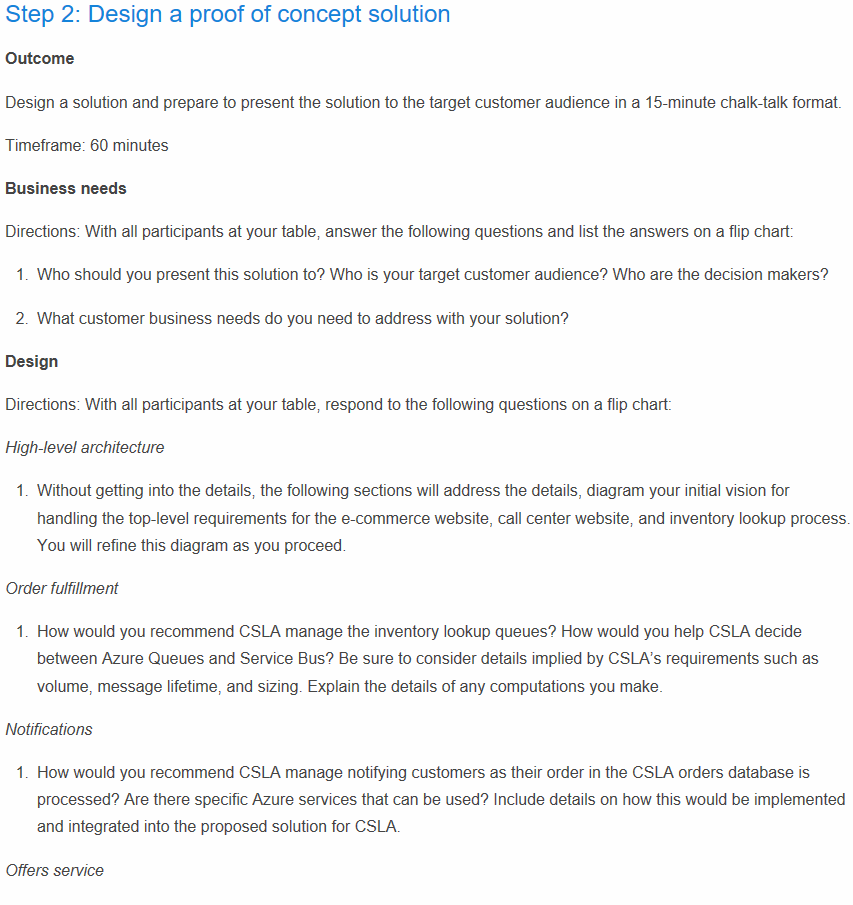 Step 2: Design a proof of concept solution
Outcome
Design a solution and prepare to present the solution to the target customer audience in a 15-minute chalk-talk format.
Timeframe: 60 minutes
Business needs
Directions: With all participants at your table, answer the following questions and list the answers on a flip chart:
1. Who should you present this solution to? Who is your target customer audience? Who are the decision makers?
2. What customer business needs do you need to address with your solution?
Design
Directions: With all participants at your table, respond to the following questions on a flip chart:
High-level architecture
1. Without getting into the details, the following sections will address the details, diagram your initial vision for
handling the top-level requirements for the e-commerce website, call center website, and inventory lookup process.
You will refine this diagram as you proceed.
Order fulfillment
1. How would you recommend CSLA manage the inventory lookup queues? How would you help CSLA decide
between Azure Queues and Service Bus? Be sure to consider details implied by CSLA’s requirements such as
volume, message lifetime, and sizing. Explain the details of any computations you make.
Notifications
1. How would you recommend CSLA manage notifying customers as their order in the CSLA orders database is
processed? Are there specific Azure services that can be used? Include details on how this would be implemented
and integrated into the proposed solution for CSLA.
Offers service